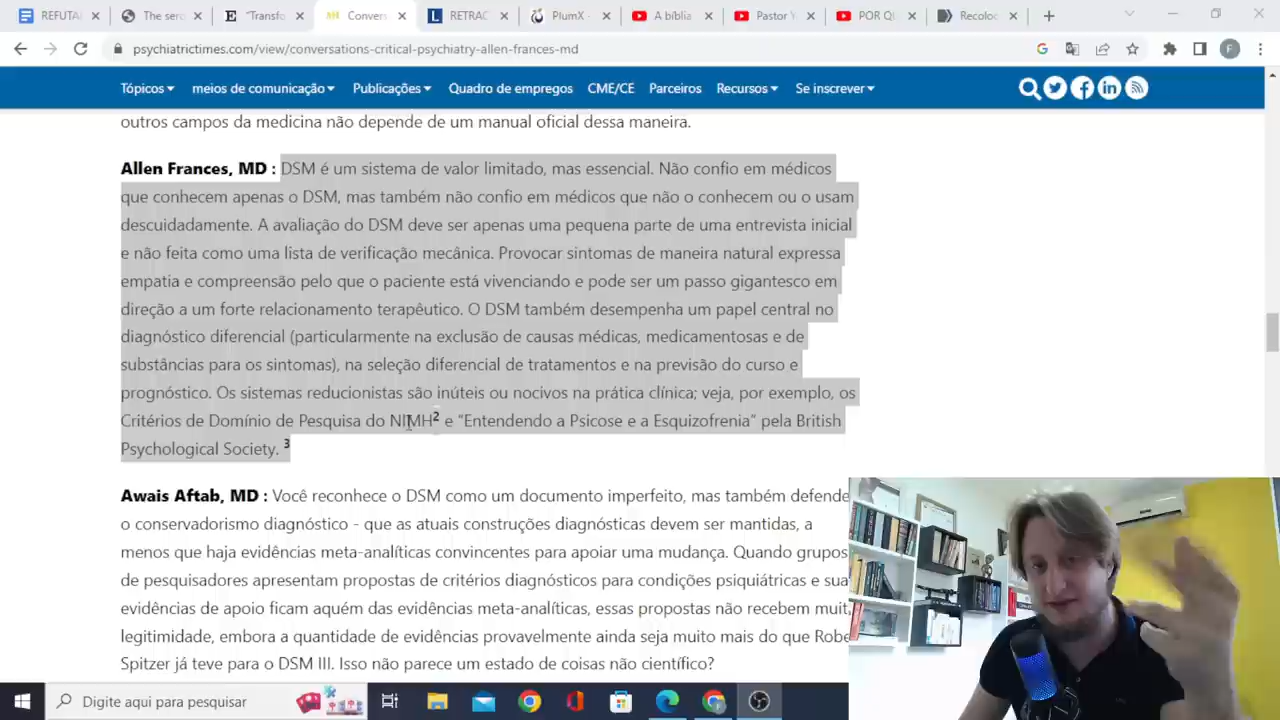 REFUTA
The sero
E "Transfo
Convers
L RETRAC
PlumX -
A bíblia
Pastor Y
POR QU
Recoloc
psychiatrictimes.com/view/conversations-critical-psychiatry-allen-frances-md
F
Tópicos meios de comunicação Publicações Quadro de empregos CME/CE Parceiros Recursos Se inscrever
outros campos da medicina não depende de um manual oficial dessa maneira.
Allen Frances, MD : DSM é um sistema de valor limitado, mas essencial. Não confio em médicos
que conhecem apenas o DSM, mas também não confio em médicos que não o conhecem ou o usam
descuidadamente. A avaliação do DSM deve ser apenas uma pequena parte de uma entrevista inicial
e não feita como uma lista de verificação mecânica. Provocar sintomas de maneira natural expressa
empatia e compreensão pelo que o paciente está vivenciando e pode ser um passo gigantesco em
direção a um forte relacionamento terapêutico. O DSM também desempenha um papel central no
diagnóstico diferencial (particularmente na exclusão de causas médicas, medicamentosas e de
substâncias para os sintomas), na seleção diferencial de tratamentos e na previsão do curso e
prognóstico. Os sistemas reducionistas são inúteis ou nocivos na prática clínica; veja, por exemplo, os
Critérios de Domínio de Pesquisa do NIMH² e "Entendendo a Psicose e a Esquizofrenia" pela British
Psychological Society. ³
Awais Aftab, MD : Você reconhece o DSM como um documento imperfeito, mas também defende
o conservadorismo diagnóstico - que as atuais construções diagnósticas devem ser mantidas, a
menos que haja evidências meta-analíticas convincentes para apoiar uma mudança. Quando grupos
de pesquisadores apresentam propostas de critérios diagnósticos para condições psiquiátricas e sua
evidências de apoio ficam aquém das evidências meta-analíticas, essas propostas não recebem muit
legitimidade, embora a quantidade de evidências provavelmente ainda seja muito mais do que Robe
Spitzer já teve para o DSM III. Isso não parece um estado de coisas não científico?
Digite aqui para pesquisar